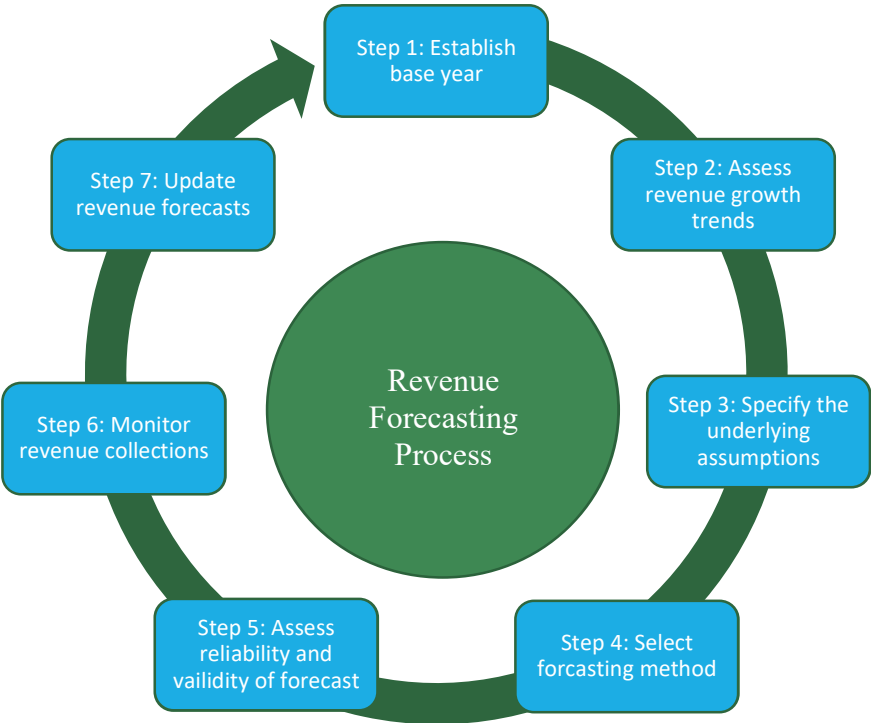 Step 1: Establish
base year
Step 2: Assess
revenue growth
trends
Step 3: Specify the
underlying
assumptions
Step 4: Select
forcasting method
Step 5: Assess
reliability and
vailidity of forecast
Step 6: Monitor
revenue collections
Step 7: Update
revenue forecasts
Revenue
Forecasting
Process